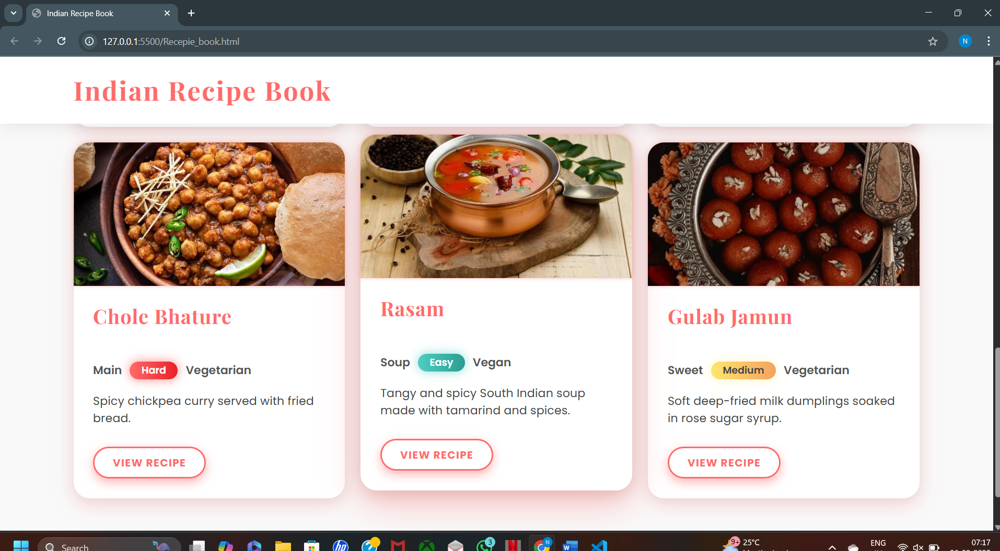 Indian Recipe Book
127.0.0.1:5500/Recepie_book.html
N
Indian Recipe Book
Chole Bhature
Main Hard Vegetarian
Spicy chickpea curry served with fried
bread.
VIEW RECIPE
Rasam
Soup Easy Vegan
Tangy and spicy South Indian soup
made with tamarind and spices.
VIEW RECIPE
Gulab Jamun
Sweet Medium Vegetarian
Soft deep-fried milk dumplings soaked
in rose sugar syrup.
VIEW RECIPE
Search
hp
3
N
N
W
9+
25°C
ENG
07:17